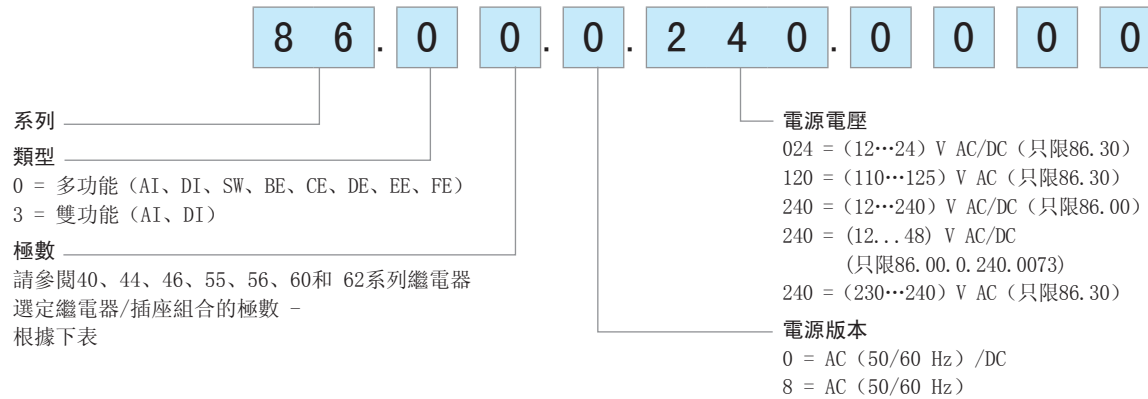 8 6 . 0 0 . 0 . 2 4 0 . 0 0 0 0
系列
類型
0 = 多功能（AI、DI、SW、BE、CE、DE、EE、FE）
3 = 雙功能（AI、DI）
極數
請參閱40、44、46、55、56、60和 62系列繼電器
選定繼電器/插座組合的極數 -
根據下表
電源電壓
024 =（12…24）V AC/DC（只限86.30）
120 =（110…125）V AC（只限86.30）
240 =（12…240）V AC/DC（只限86.00）
240 = (12...48) V AC/DC
(只限86.00.0.240.0073)
240 =（230…240）V AC（只限86.30）
電源版本
0 = AC（50/60 Hz）/DC
8 = AC（50/60 Hz）